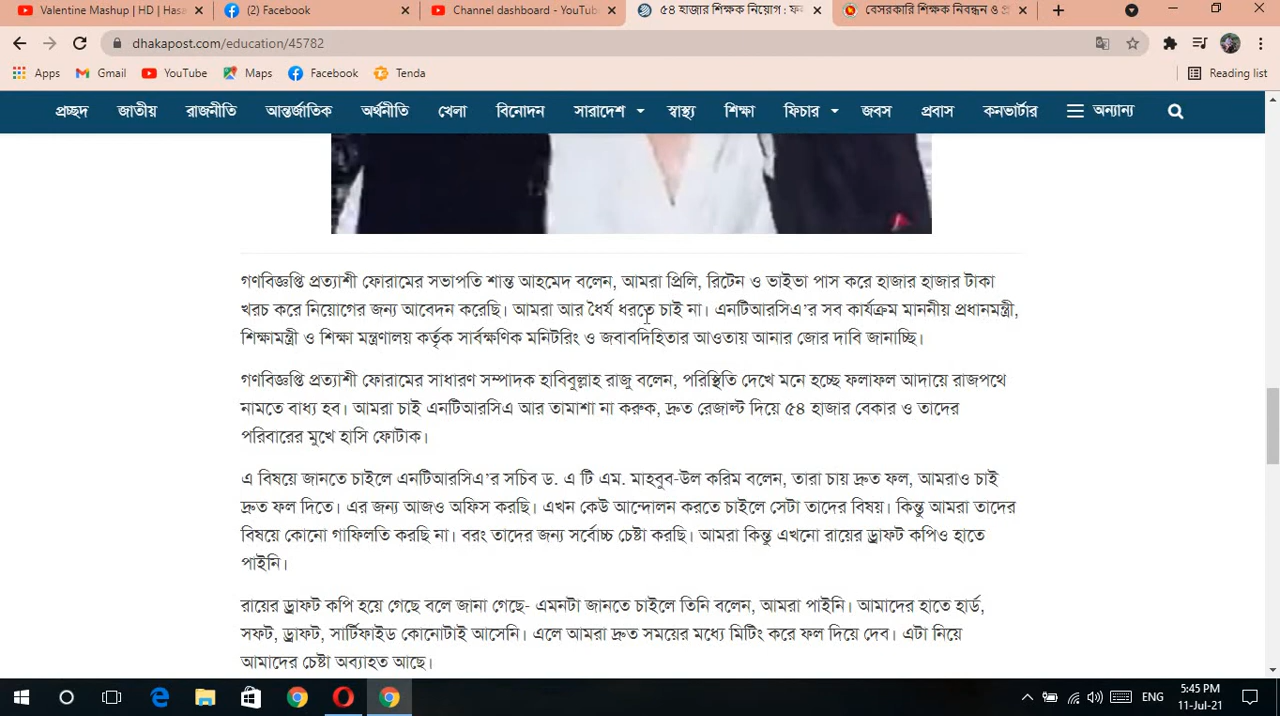 Valentine Mashup | HD | Hasa
(2) Facebook
Channel dashboard - YouTube
৫৪ হাজার শিক্ষক নিয়োগ : ফল
বেসরকারি শিক্ষক নিবন্ধন ও প্র
dhakapost.com/education/45782
Apps
Gmail
YouTube
Maps
Facebook
Tenda
Reading list
প্রচ্ছদ জাতীয় রাজনীতি আন্তর্জাতিক অর্থনীতি খেলা বিনোদন সারাদেশ স্বাস্থ্য শিক্ষা ফিচার জবস প্রবাস কনভার্টার অন্যান্য
গণবিজ্ঞপ্তি প্রত্যাশী ফোরামের সভাপতি শান্ত আহমেদ বলেন, আমরা প্রিলি, রিটেন ও ভাইভা পাস করে হাজার হাজার টাকা
খরচ করে নিয়োগের জন্য আবেদন করেছি। আমরা আর ধৈর্য ধরতে চাই না। এনটিআরসিএ’র সব কার্যক্রম মাননীয় প্রধানমন্ত্রী,
শিক্ষামন্ত্রী ও শিক্ষা মন্ত্রণালয় কর্তৃক সার্বক্ষণিক মনিটরিং ও জবাবদিহিতার আওতায় আনার জোর দাবি জানাচ্ছি।
গণবিজ্ঞপ্তি প্রত্যাশী ফোরামের সাধারণ সম্পাদক হাবিবুল্লাহ রাজু বলেন, পরিস্থিতি দেখে মনে হচ্ছে ফলাফল আদায়ে রাজপথে
নামতে বাধ্য হব। আমরা চাই এনটিআরসিএ আর তামাশা না করুক, দ্রুত রেজাল্ট দিয়ে ৫৪ হাজার বেকার ও তাদের
পরিবারের মুখে হাসি ফোটাক।
এ বিষয়ে জানতে চাইলে এনটিআরসিএ’র সচিব ড. এ টি এম. মাহবুব-উল করিম বলেন, তারা চায় দ্রুত ফল, আমরাও চাই
দ্রুত ফল দিতে। এর জন্য আজও অফিস করছি। এখন কেউ আন্দোলন করতে চাইলে সেটা তাদের বিষয়। কিন্তু আমরা তাদের
বিষয়ে কোনো গাফিলতি করছি না। বরং তাদের জন্য সর্বোচ্চ চেষ্টা করছি। আমরা কিন্তু এখনো রায়ের ড্রাফট কপিও হাতে
পাইনি।
রায়ের ড্রাফট কপি হয়ে গেছে বলে জানা গেছে- এমনটা জানতে চাইলে তিনি বলেন, আমরা পাইনি। আমাদের হাতে হার্ড,
সফট, ড্রাফট, সার্টিফাইড কোনোটাই আসেনি। এলে আমরা দ্রুত সময়ের মধ্যে মিটিং করে ফল দিয়ে দেব। এটা নিয়ে
আমাদের চেষ্টা অব্যাহত আছে।
ENG
5:45 PM
11-Jul-21